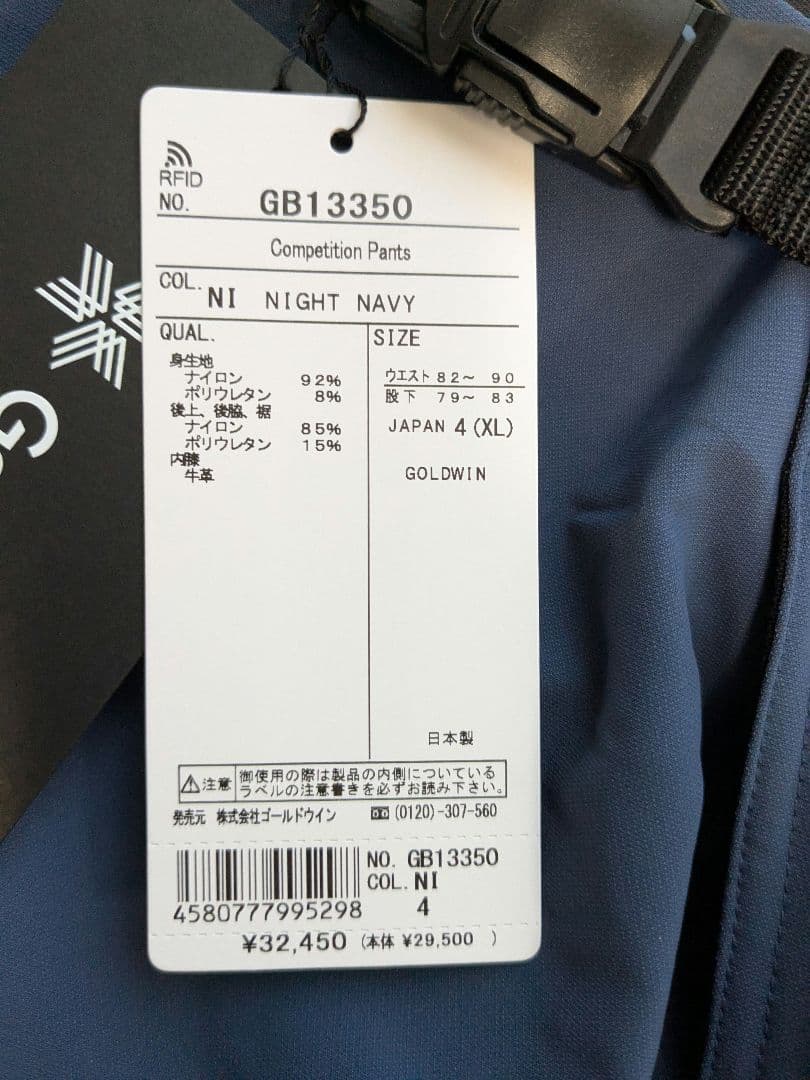 RFID
NO. GB13350
Competition Pants
COL. NI NIGHT NAVY
QUAL.
身生地
ナイロン 92%
ポリウレタン 8%
後上、後脇、裾
ナイロン 85%
ポリウレタン 15%
内膝
牛革
SIZE
ウエスト 82～ 90
股下 79～ 83
JAPAN 4 (XL)
GOLDWIN
日本製
⚠注意
御使用の際は製品の内側についている
ラベルの注意書きを必ずお読み下さい。
発売元 株式会社ゴールドウイン (0120)-307-560
4580777995298
NO. GB13350
COL. NI
4
¥32,450 (本体 ¥29,500 )